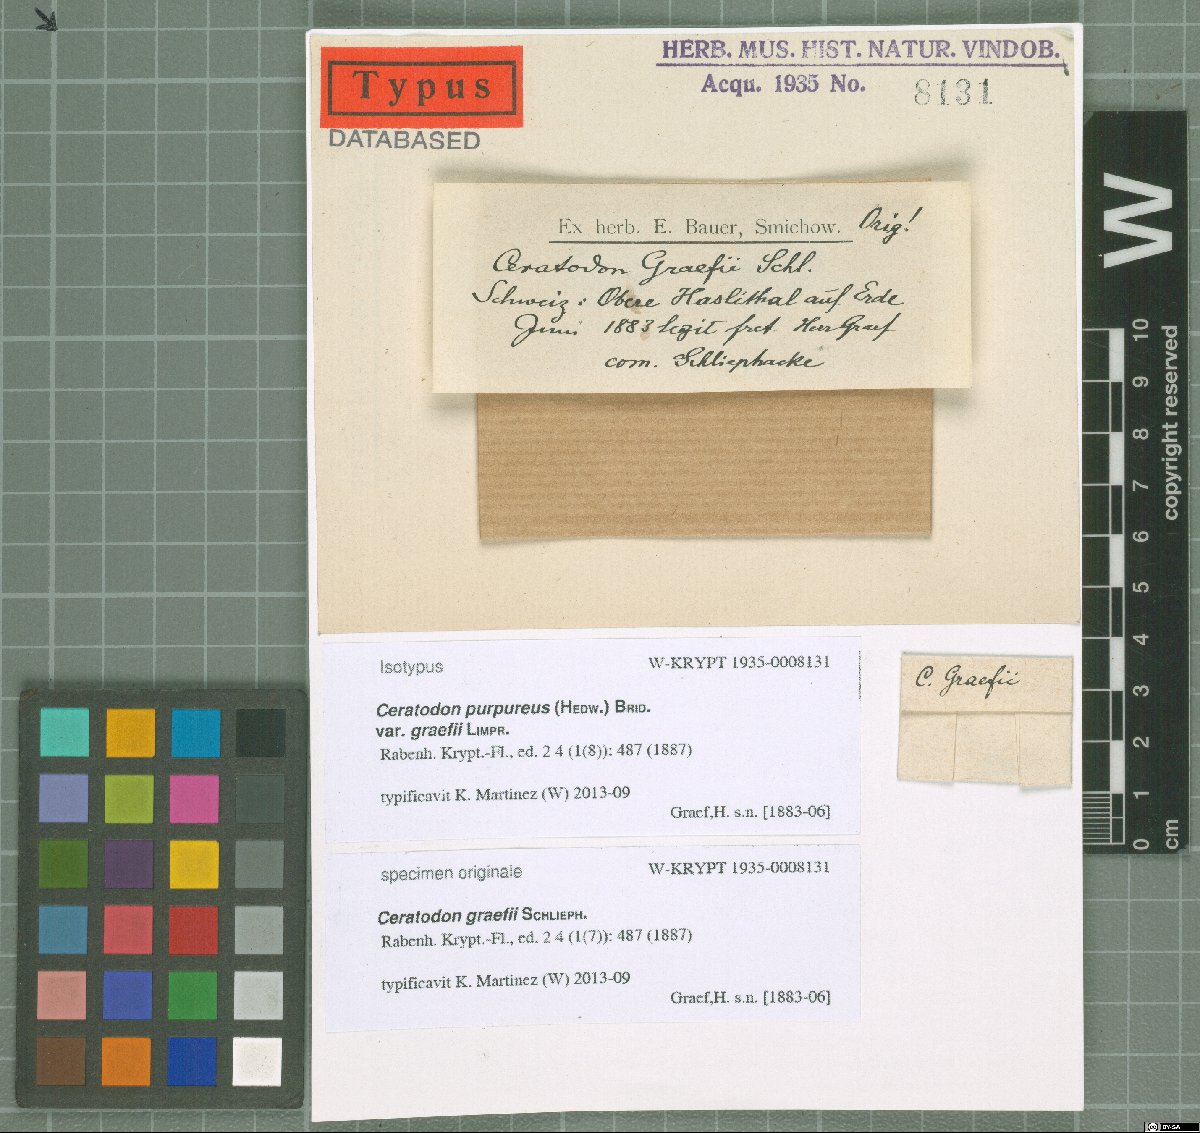 Typus
DATABASED
HERB. MUS. HIST. NATUR. VINDOB.
Acqu. 1935 No. 8131
Ex herb. E. Bauer, Smichow. Orig!
Ceratodon Graefii Schl.
Schweiz: Obere Haslithal auf Erde
Juni 1883 legit Herr Graef
com. Schliephacke
W
copyright reserved
10
9
8
7
6
5
4
3
2
1
0
cm
C. Graefii
Isotypus W-KRYPT 1935-0008131
Ceratodon purpureus (HEDW.) BRID.
var. graefii LIMPR.
Rabenh. Krypt.-Fl., ed. 2 4 (1(8)): 487 (1887)
typificavit K. Martinez (W) 2013-09
Graef,H. s.n. [1883-06]
specimen originale W-KRYPT 1935-0008131
Ceratodon graefii SCHLIEPH.
Rabenh. Krypt.-Fl., ed. 2 4 (1(7)): 487 (1887)
typificavit K. Martinez (W) 2013-09
Graef,H. s.n. [1883-06]
cc BY-SA